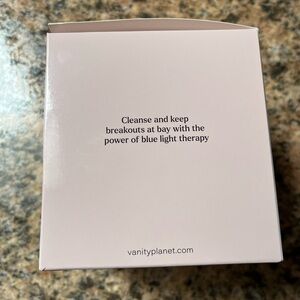 Cleanse and keep
breakouts at bay with the
power of blue light therapy
vanityplanet.com